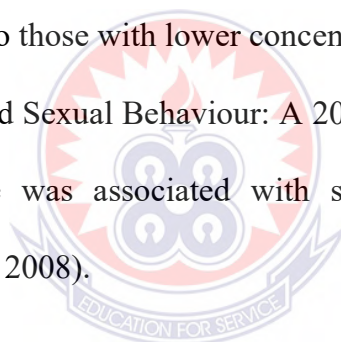 o those with lower concen
d Sexual Behaviour: A 20
was associated with s
2008).
EDUCATION FOR SERVICE